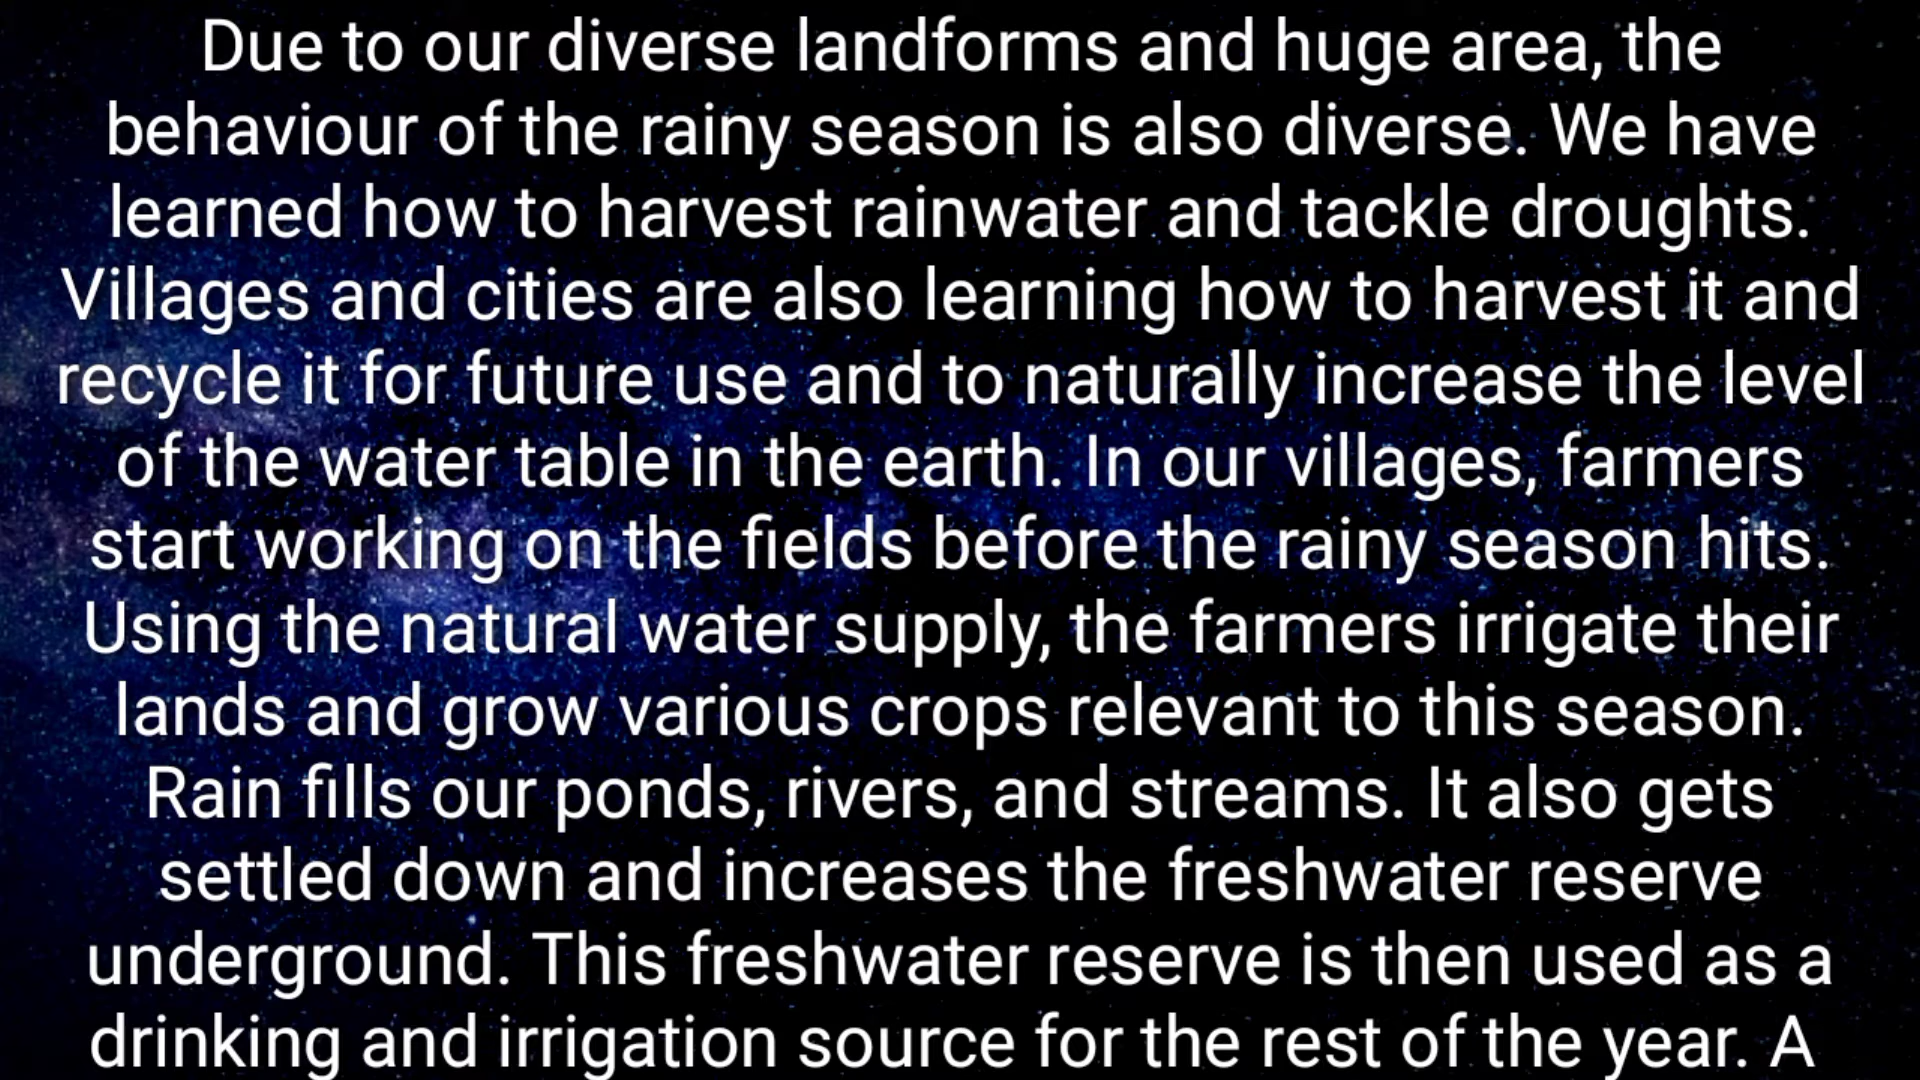 Due to our diverse landforms and huge area, the
behaviour of the rainy season is also diverse. We have
learned how to harvest rainwater and tackle droughts.
Villages and cities are also learning how to harvest it and
recycle it for future use and to naturally increase the level
of the water table in the earth. In our villages, farmers
start working on the fields before the rainy season hits.
Using the natural water supply, the farmers irrigate their
lands and grow various crops relevant to this season.
Rain fills our ponds, rivers, and streams. It also gets
settled down and increases the freshwater reserve
underground. This freshwater reserve is then used as a
drinking and irrigation source for the rest of the year. A